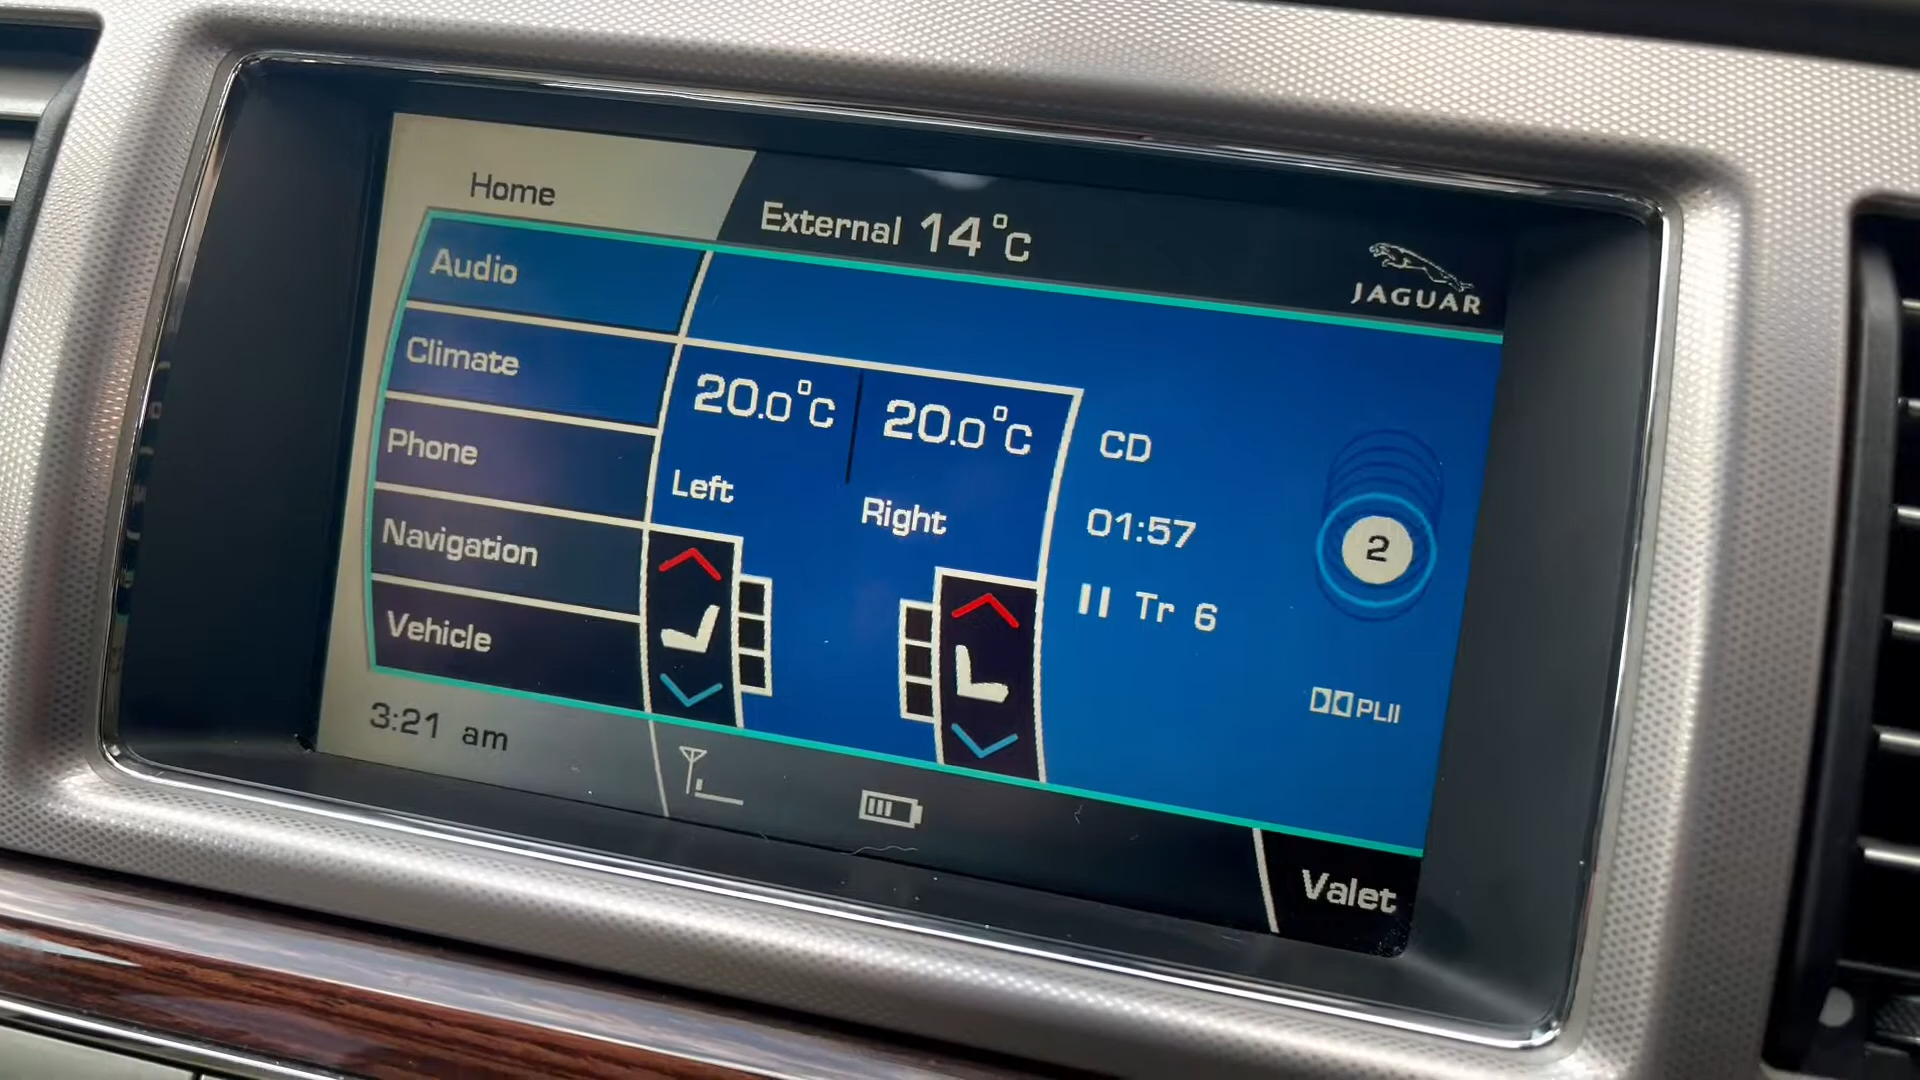 Home
External 14°C
JAGUAR
Audio
Climate
Phone
Navigation
Vehicle
20.0°C
20.0°C
Left
Right
CD
01:57
Tr 6
2
DD PLII
3:21 am
Valet